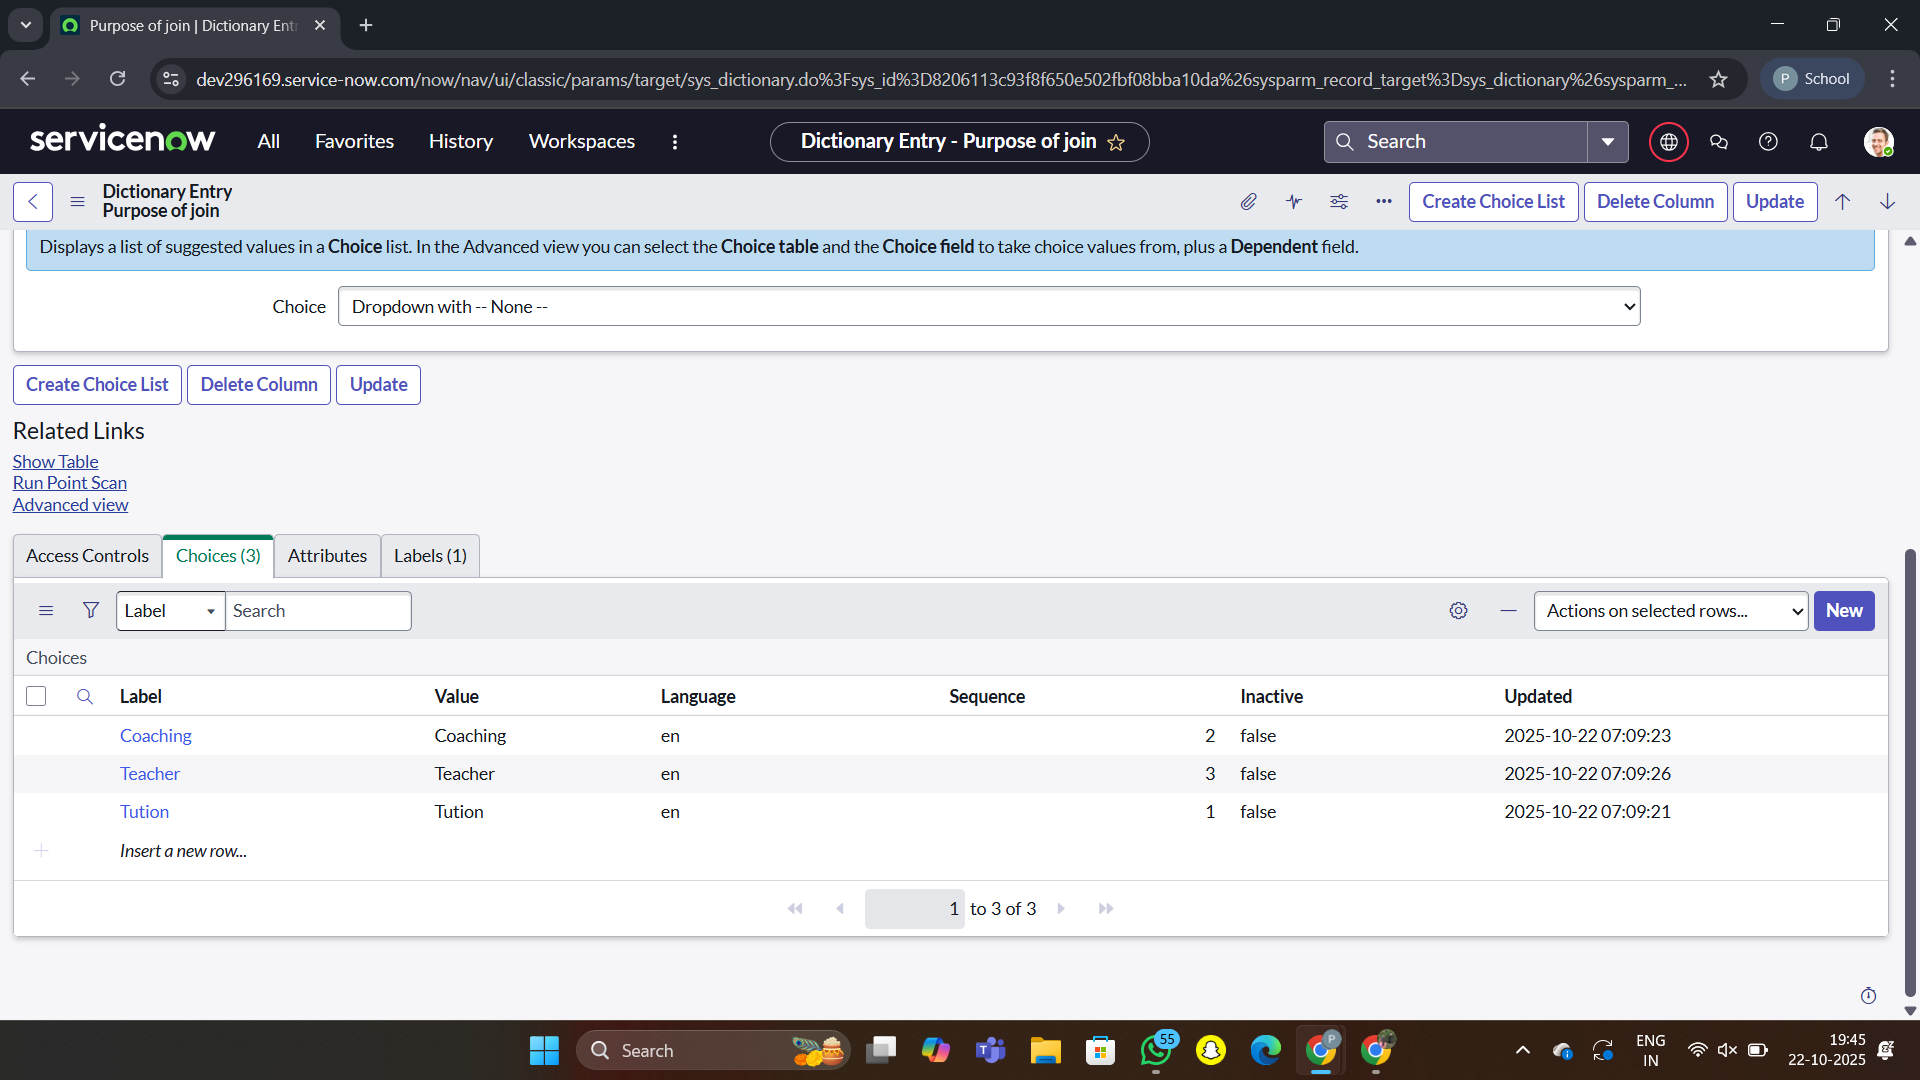 Purpose of join | Dictionary Entr
dev296169.service-now.com/now/nav/ui/classic/params/target/sys_dictionary.do%3Fsys_id%3D8206113c93f8f650e502fbf08bba10da%26sysparm_record_target%3Dsys_dictionary%26sysparm_...
P School
servicenow All Favorites History Workspaces Dictionary Entry - Purpose of join Search
Dictionary Entry
Purpose of join
Create Choice List Delete Column Update
Displays a list of suggested values in a Choice list. In the Advanced view you can select the Choice table and the Choice field to take choice values from, plus a Dependent field.
Choice Dropdown with -- None --
Create Choice List Delete Column Update
Related Links
Show Table
Run Point Scan
Advanced view
Access Controls Choices (3) Attributes Labels (1)
Label Search Actions on selected rows... New
Choices
Label Value Language Sequence Inactive Updated
Coaching Coaching en 2 false 2025-10-22 07:09:23
Teacher Teacher en 3 false 2025-10-22 07:09:26
Tution Tution en 1 false 2025-10-22 07:09:21
Insert a new row...
1 to 3 of 3
Search 55 P ENG 19:45
IN 22-10-2025